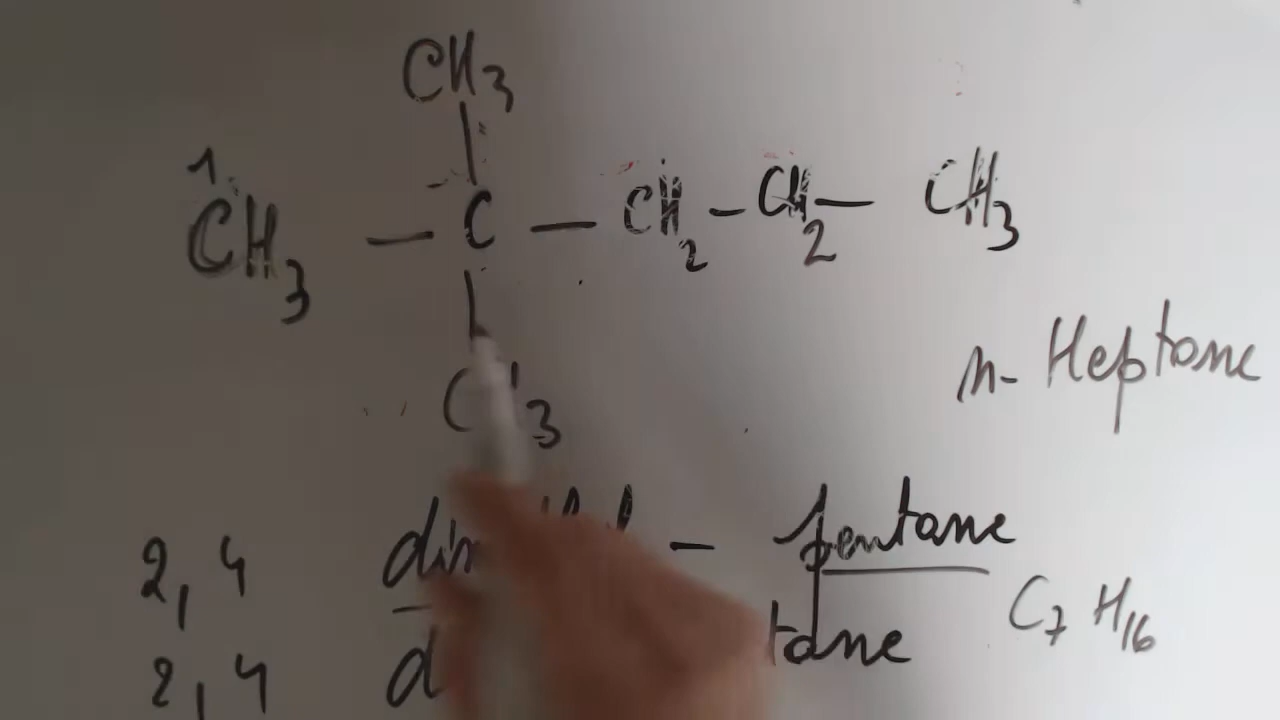 CH3
1
CH3 — C — CH2 – CH2 — CH3
C 3
n- Heptane
2,4 – pentane
C7 H16
2,4 d tane